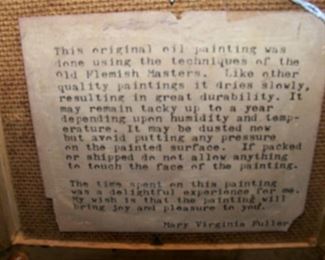 This original oil painting was
done using the techniques of the
Old Flemish Masters.  Like other
quality paintings it dries slowly,
resulting in great durability. It
may remain tacky up to a year
depending upon humidity and temp-
erature. It may be dusted now
but avoid putting any pressure
on the painted surface.  If packed
or shipped do not allow anything
to touch the face of the painting.
The time spent on this painting
was a delightful experience for me.
My wish is that the painting will
bring joy and pleasure to you.
Mary Virginia Fuller